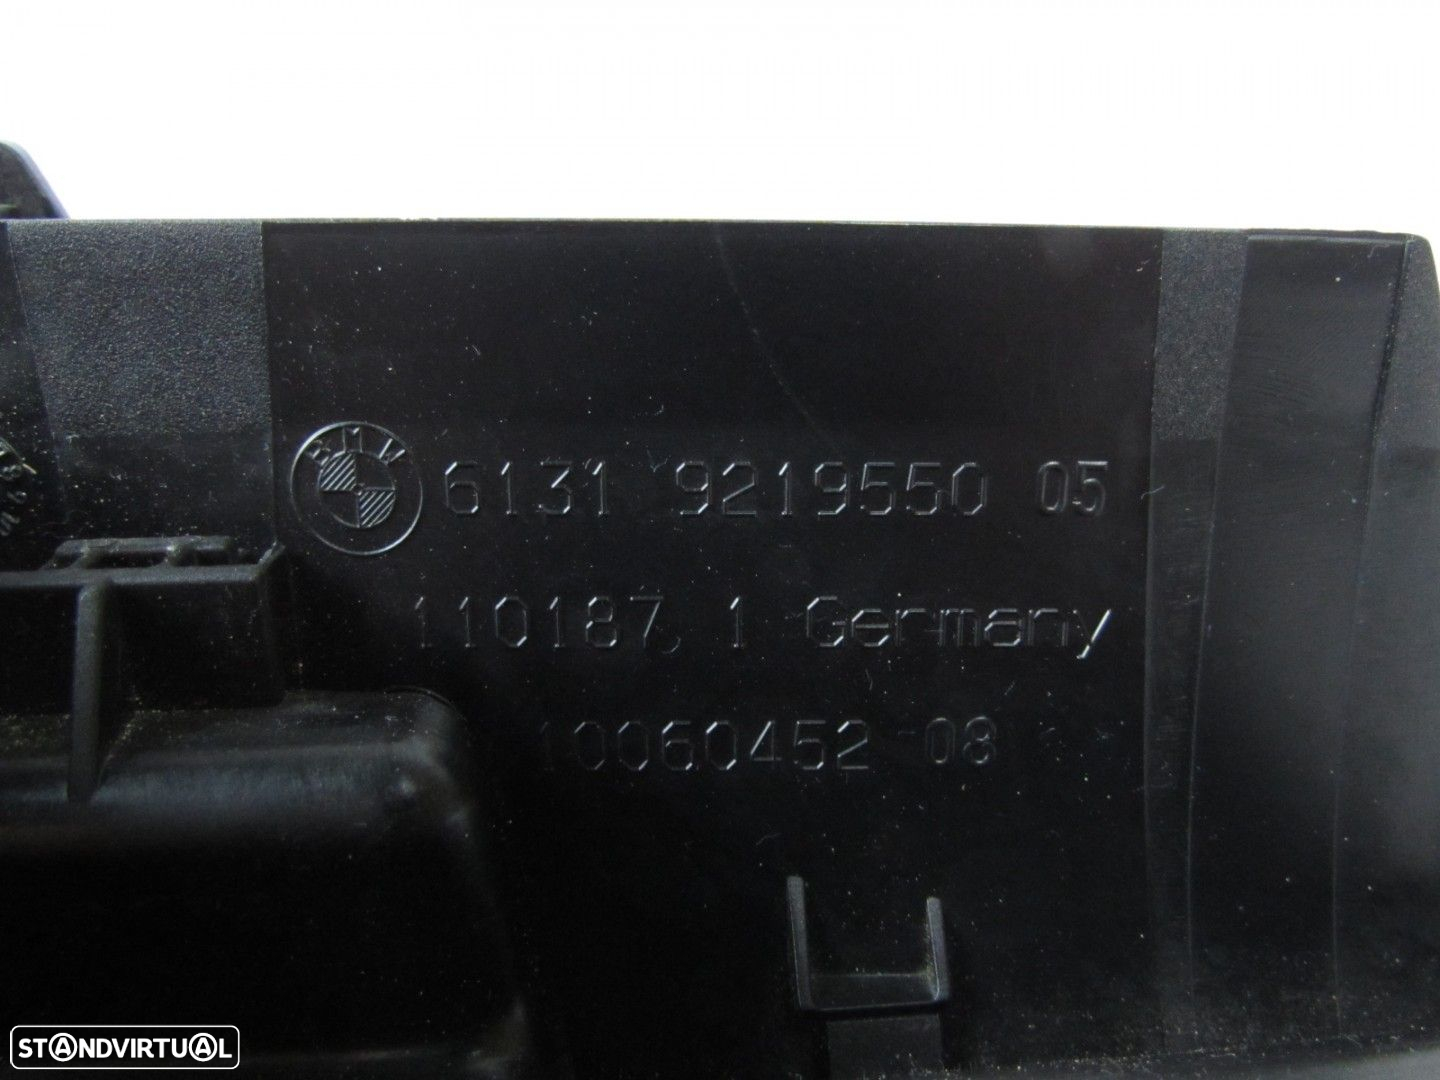 BMW 6131 9219550 05
110187.1 Germany
10060452 08
STANDVIRTUAL